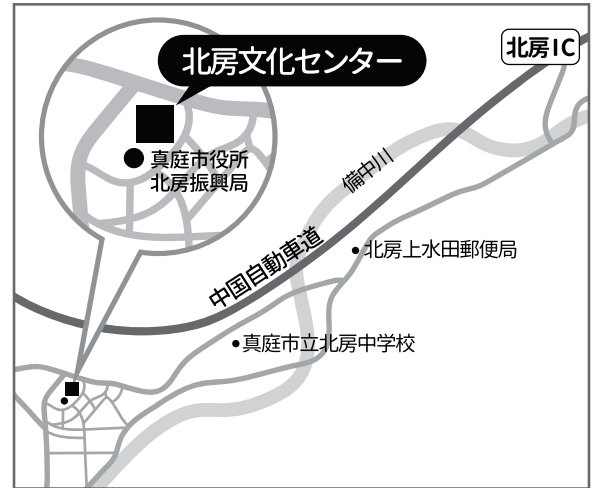 北房文化センター
北房IC
真庭市役所
北房振興局
備中川
中国自動車道
北房上水田郵便局
真庭市立北房中学校